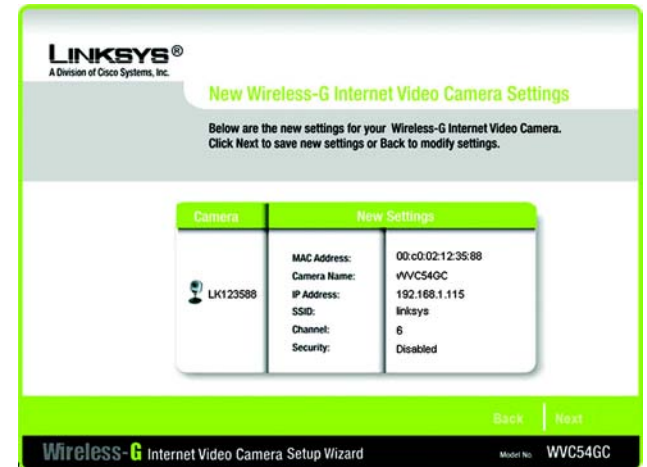 LINKSYS®
A Division of Cisco Systems, Inc.
New Wireless-G Internet Video Camera Settings
Below are the new settings for your Wireless-G Internet Video Camera.
Click Next to save new settings or Back to modify settings.
Camera New Settings
LK123588
MAC Address: 00:c0:02:12:35:88
Camera Name: WVC54GC
IP Address: 192.168.1.115
SSID: linksys
Channel: 6
Security: Disabled
Back Next
Wireless-G Internet Video Camera Setup Wizard
Model No WVC54GC